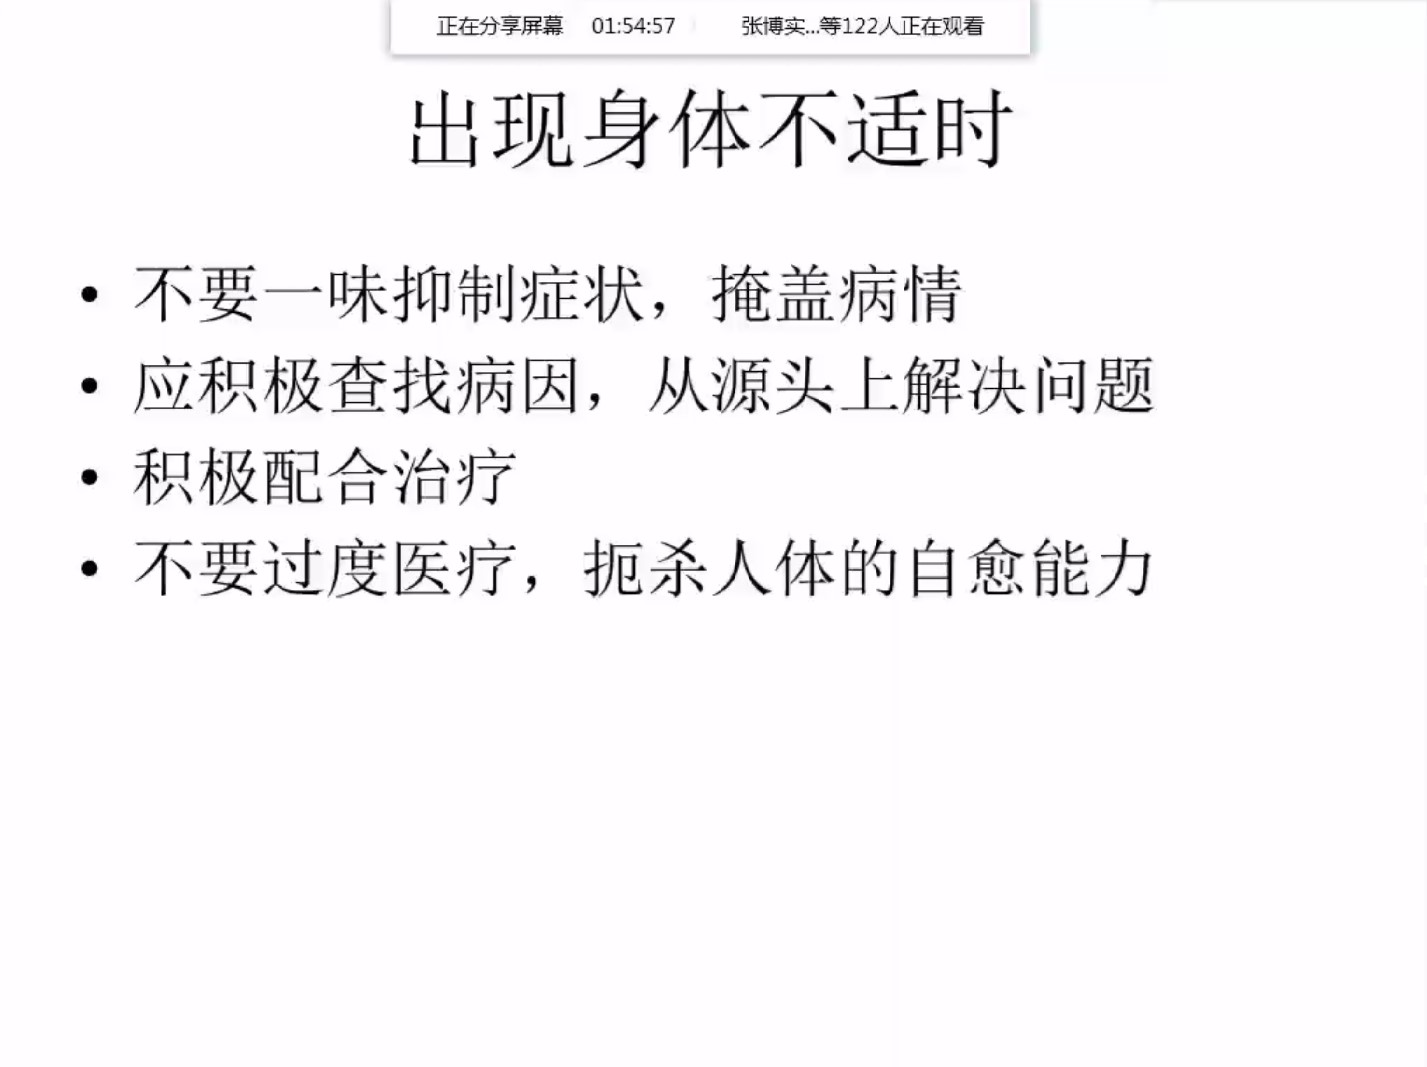 正在分享屏幕 01:54:57 张博实...等122人正在观看
出现身体不适时
• 不要一味抑制症状，掩盖病情
• 应积极查找病因，从源头上解决问题
• 积极配合治疗
• 不要过度医疗，扼杀人体的自愈能力